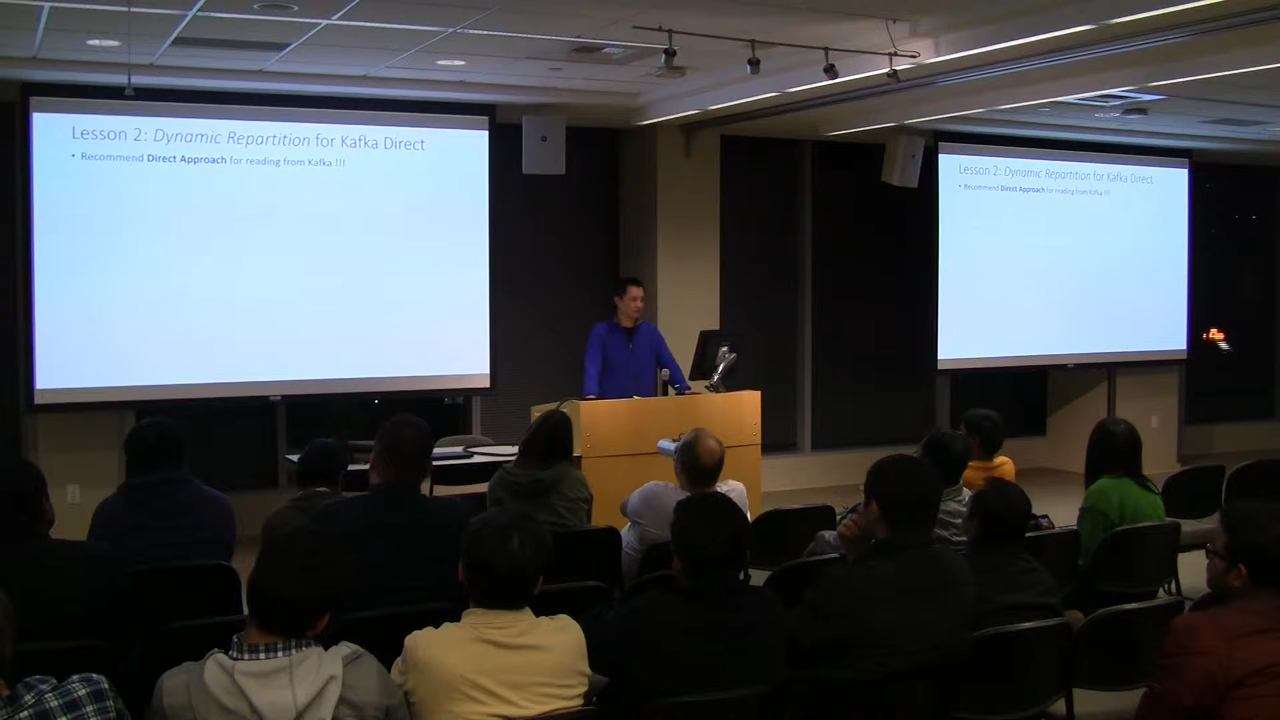 Lesson 2: Dynamic Repartition for Kafka Direct
• Recommend Direct Approach for reading from Kafka !!!
Lesson 2: Dynamic Repartition for Kafka Direct
• Recommend Direct Approach for reading from Kafka !!!